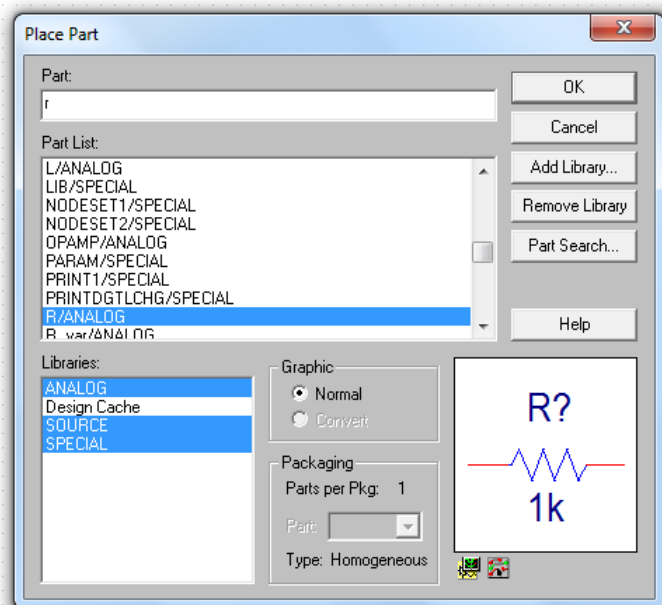 Place Part
Part:
r
OK
Cancel
Part List:
L/ANALOG
LIB/SPECIAL
NODESET1/SPECIAL
NODESET2/SPECIAL
OPAMP/ANALOG
PARAM/SPECIAL
PRINT1/SPECIAL
PRINTDGTLCHG/SPECIAL
R/ANALOG
R_var/ANALOG
Add Library...
Remove Library
Part Search...
Help
Libraries:
ANALOG
Design Cache
SOURCE
SPECIAL
Graphic
Normal
Convert
Packaging
Parts per Pkg: 1
Part:
Type: Homogeneous
R?
1k